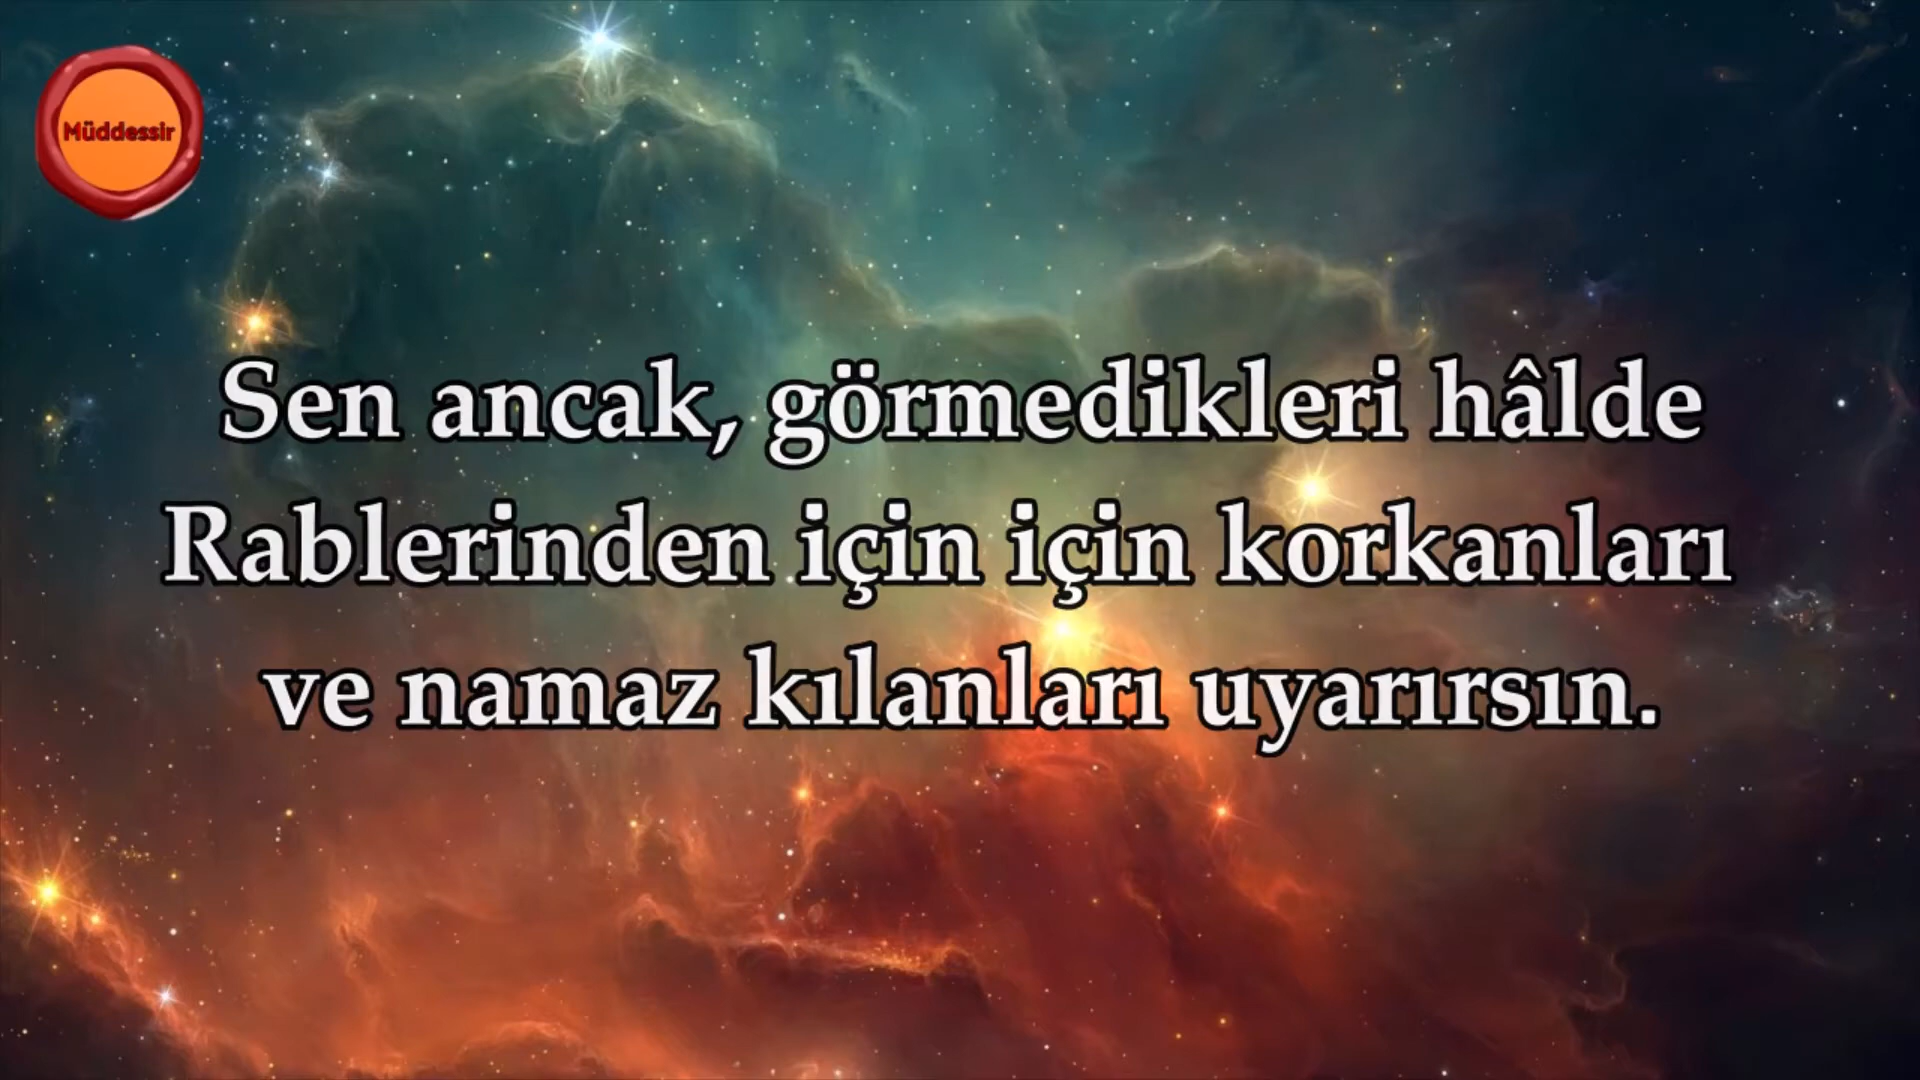 Müddessir
Sen ancak, görmedikleri hâlde
Rablerinden için için korkanları
ve namaz kılanları uyarırsın.